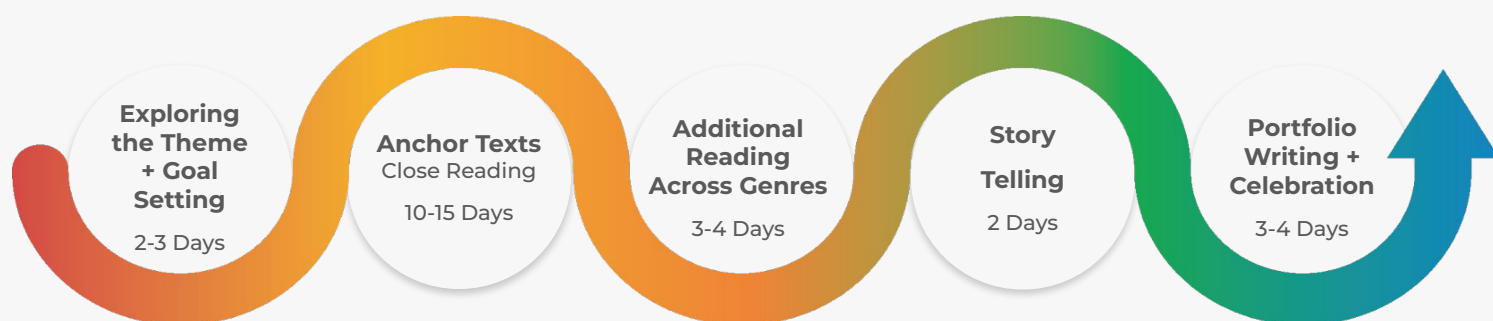 Exploring
the Theme
+ Goal
Setting
2-3 Days
Anchor Texts
Close Reading
10-15 Days
Additional
Reading
Across Genres
3-4 Days
Story
Telling
2 Days
Portfolio
Writing +
Celebration
3-4 Days